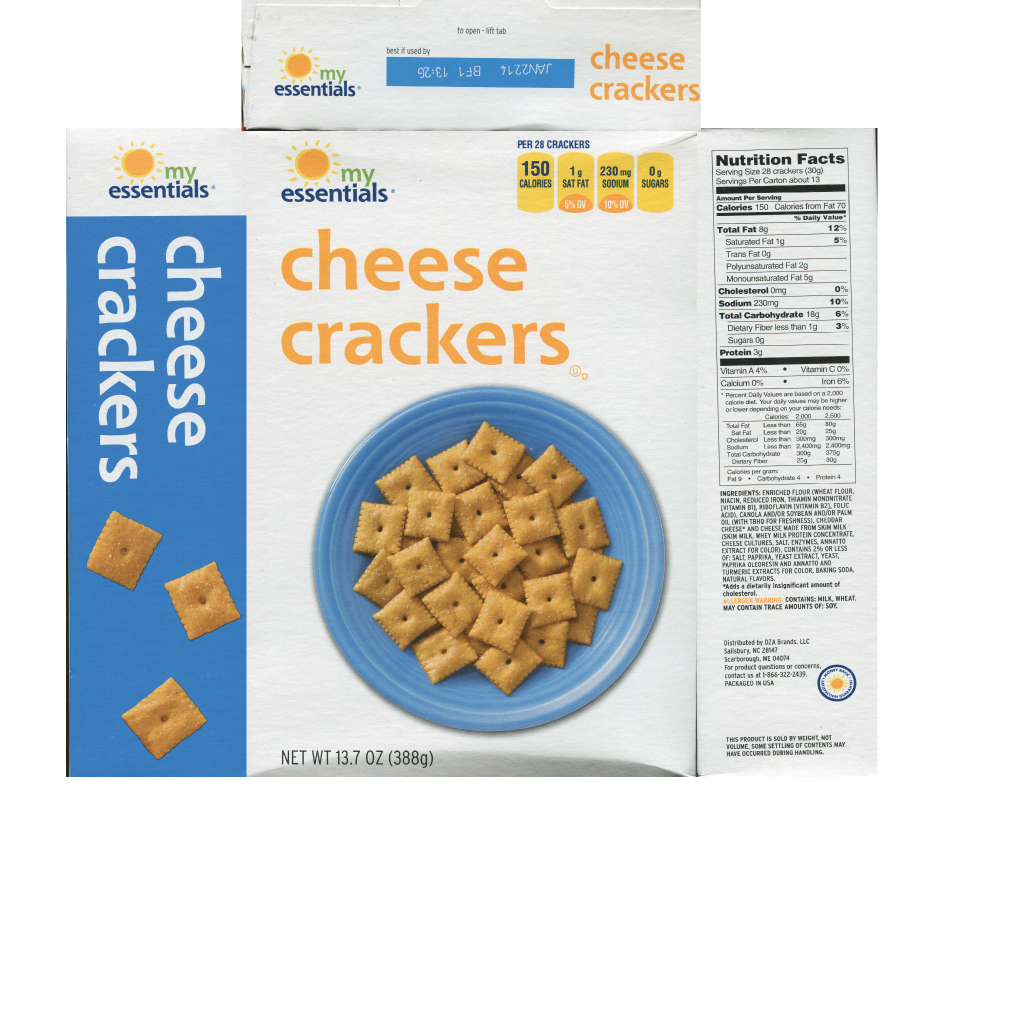 to open - lift tab
best if used by
JAN2214 BF1 13:26
my
essentials®
cheese
crackers
my
essentials®
cheese
crackers
my
essentials®
PER 28 CRACKERS
150
CALORIES
1 g
SAT FAT
5% DV
230 mg
SODIUM
10% DV
0 g
SUGARS
cheese
crackers
U D
NET WT 13.7 OZ (388g)
Nutrition Facts
Serving Size 28 crackers (30g)
Servings Per Carton about 13
Amount Per Serving
Calories 150 Calories from Fat 70
% Daily Value*
Total Fat 8g 12%
Saturated Fat 1g 5%
Trans Fat 0g
Polyunsaturated Fat 2g
Monounsaturated Fat 5g
Cholesterol 0mg 0%
Sodium 230mg 10%
Total Carbohydrate 18g 6%
Dietary Fiber less than 1g 3%
Sugars 0g
Protein 3g
Vitamin A 4% • Vitamin C 0%
Calcium 0% • Iron 6%
* Percent Daily Values are based on a 2,000
calorie diet. Your daily values may be higher
or lower depending on your calorie needs:
Calories: 2,000 2,500
Total Fat Less than 65g 80g
Sat Fat Less than 20g 25g
Cholesterol Less than 300mg 300mg
Sodium Less than 2,400mg 2,400mg
Total Carbohydrate 300g 375g
Dietary Fiber 25g 30g
Calories per gram:
Fat 9 • Carbohydrate 4 • Protein 4
INGREDIENTS: ENRICHED FLOUR (WHEAT FLOUR,
NIACIN, REDUCED IRON, THIAMIN MONONITRATE
[VITAMIN B1], RIBOFLAVIN [VITAMIN B2], FOLIC
ACID), CANOLA AND/OR SOYBEAN AND/OR PALM
OIL (WITH TBHQ FOR FRESHNESS), CHEDDAR
CHEESE* AND CHEESE MADE FROM SKIM MILK
(SKIM MILK, WHEY MILK PROTEIN CONCENTRATE,
CHEESE CULTURES, SALT, ENZYMES, ANNATTO
EXTRACT FOR COLOR), CONTAINS 2% OR LESS
OF: SALT, PAPRIKA, YEAST EXTRACT, YEAST,
PAPRIKA OLEORESIN AND ANNATTO AND
TURMERIC EXTRACTS FOR COLOR, BAKING SODA,
NATURAL FLAVORS.
*Adds a dietarily insignificant amount of
cholesterol.
ALLERGEN WARNING: CONTAINS: MILK, WHEAT.
MAY CONTAIN TRACE AMOUNTS OF: SOY.
Distributed by DZA Brands, LLC
Salisbury, NC 28147
Scarborough, ME 04074
For product questions or concerns,
contact us at 1-866-322-2439.
PACKAGED IN USA
MONEY BACK
SATISFACTION GUARANTEE
THIS PRODUCT IS SOLD BY WEIGHT, NOT
VOLUME, SOME SETTLING OF CONTENTS MAY
HAVE OCCURRED DURING HANDLING.